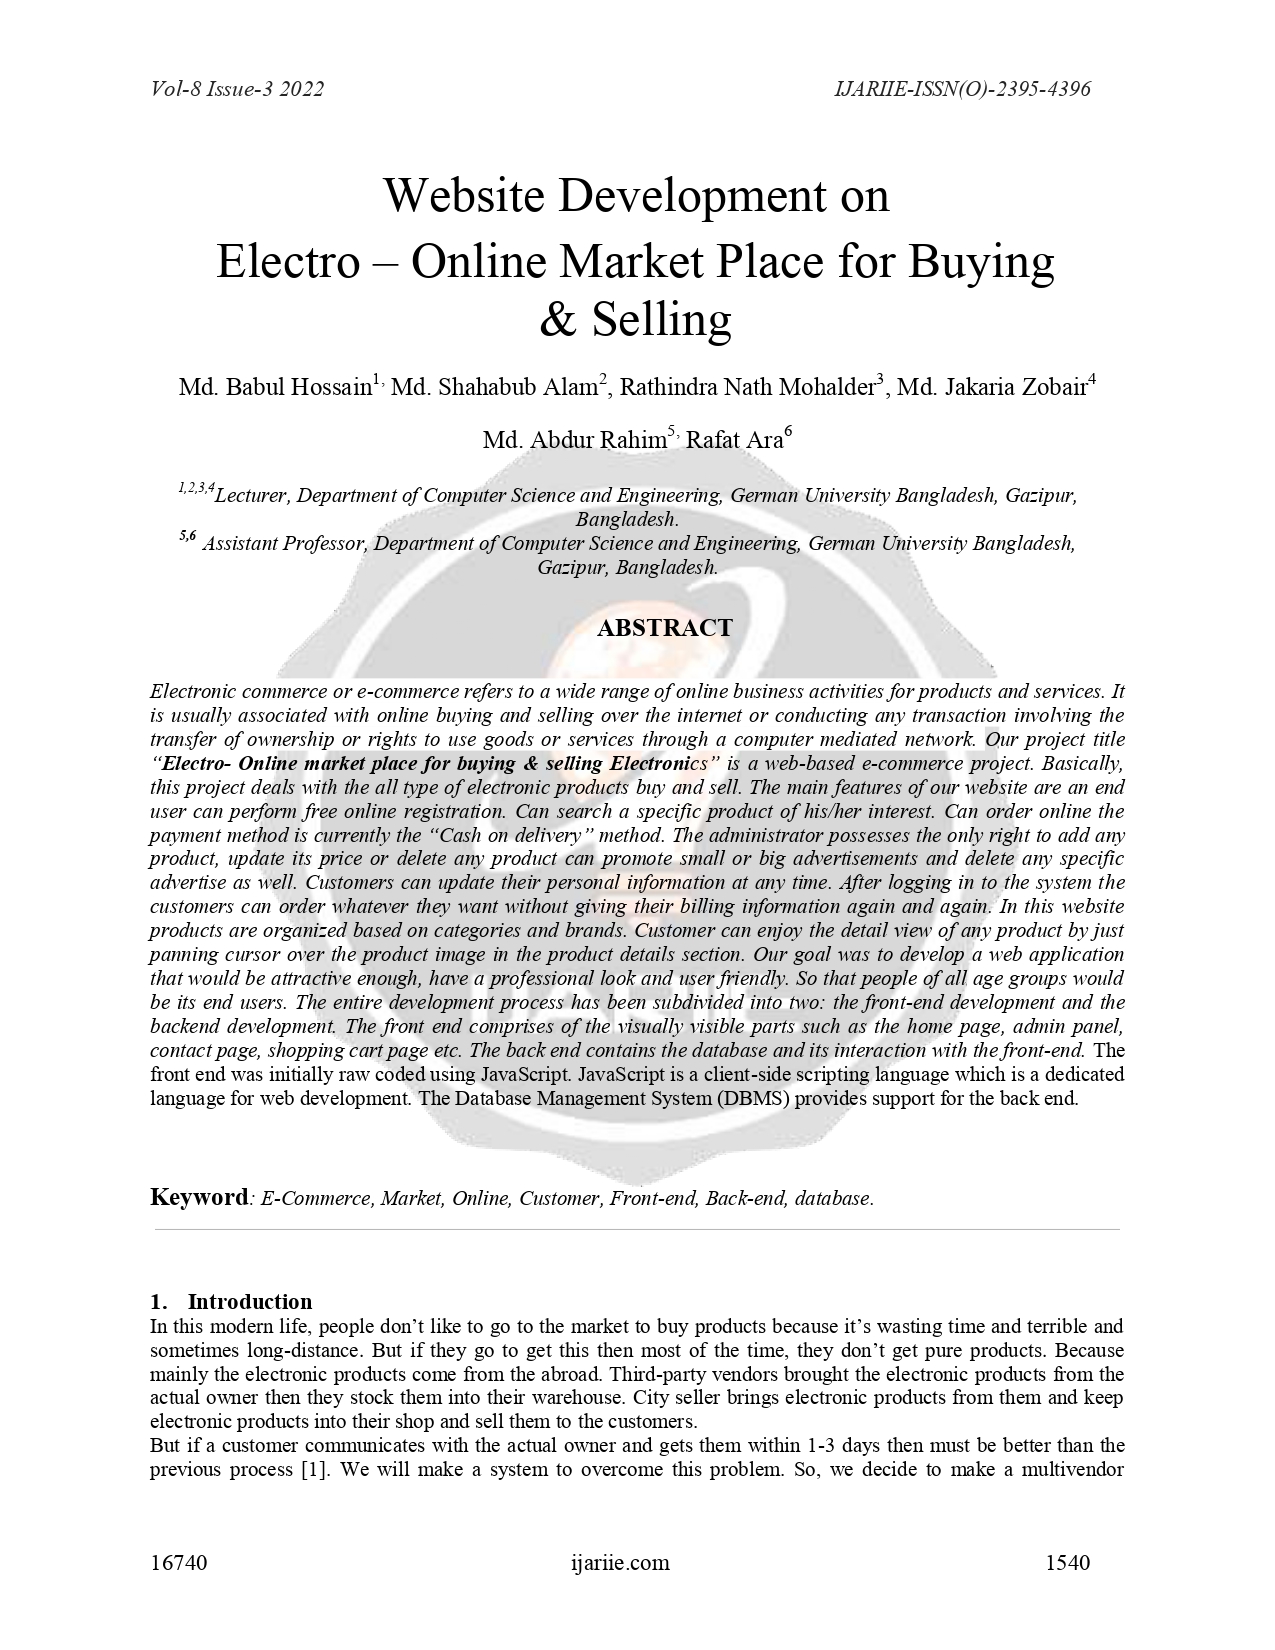 Vol-8 Issue-3 2022 IJARIIE-ISSN(O)-2395-4396
Website Development on
Electro – Online Market Place for Buying
& Selling
Md. Babul Hossain1, Md. Shahabub Alam2, Rathindra Nath Mohalder3, Md. Jakaria Zobair4
Md. Abdur Rahim5, Rafat Ara6
1,2,3,4Lecturer, Department of Computer Science and Engineering, German University Bangladesh, Gazipur,
Bangladesh.
5,6 Assistant Professor, Department of Computer Science and Engineering, German University Bangladesh,
Gazipur, Bangladesh.
ABSTRACT
Electronic commerce or e-commerce refers to a wide range of online business activities for products and services. It
is usually associated with online buying and selling over the internet or conducting any transaction involving the
transfer of ownership or rights to use goods or services through a computer mediated network. Our project title
“Electro- Online market place for buying & selling Electronics” is a web-based e-commerce project. Basically,
this project deals with the all type of electronic products buy and sell. The main features of our website are an end
user can perform free online registration. Can search a specific product of his/her interest. Can order online the
payment method is currently the “Cash on delivery” method. The administrator possesses the only right to add any
product, update its price or delete any product can promote small or big advertisements and delete any specific
advertise as well. Customers can update their personal information at any time. After logging in to the system the
customers can order whatever they want without giving their billing information again and again. In this website
products are organized based on categories and brands. Customer can enjoy the detail view of any product by just
panning cursor over the product image in the product details section. Our goal was to develop a web application
that would be attractive enough, have a professional look and user friendly. So that people of all age groups would
be its end users. The entire development process has been subdivided into two: the front-end development and the
backend development. The front end comprises of the visually visible parts such as the home page, admin panel,
contact page, shopping cart page etc. The back end contains the database and its interaction with the front-end. The
front end was initially raw coded using JavaScript. JavaScript is a client-side scripting language which is a dedicated
language for web development. The Database Management System (DBMS) provides support for the back end.
IJARIIE
Keyword: E-Commerce, Market, Online, Customer, Front-end, Back-end, database.
1. Introduction
In this modern life, people don’t like to go to the market to buy products because it’s wasting time and terrible and
sometimes long-distance. But if they go to get this then most of the time, they don’t get pure products. Because
mainly the electronic products come from the abroad. Third-party vendors brought the electronic products from the
actual owner then they stock them into their warehouse. City seller brings electronic products from them and keep
electronic products into their shop and sell them to the customers.
But if a customer communicates with the actual owner and gets them within 1-3 days then must be better than the
previous process [1]. We will make a system to overcome this problem. So, we decide to make a multivendor
16740 ijariie.com 1540